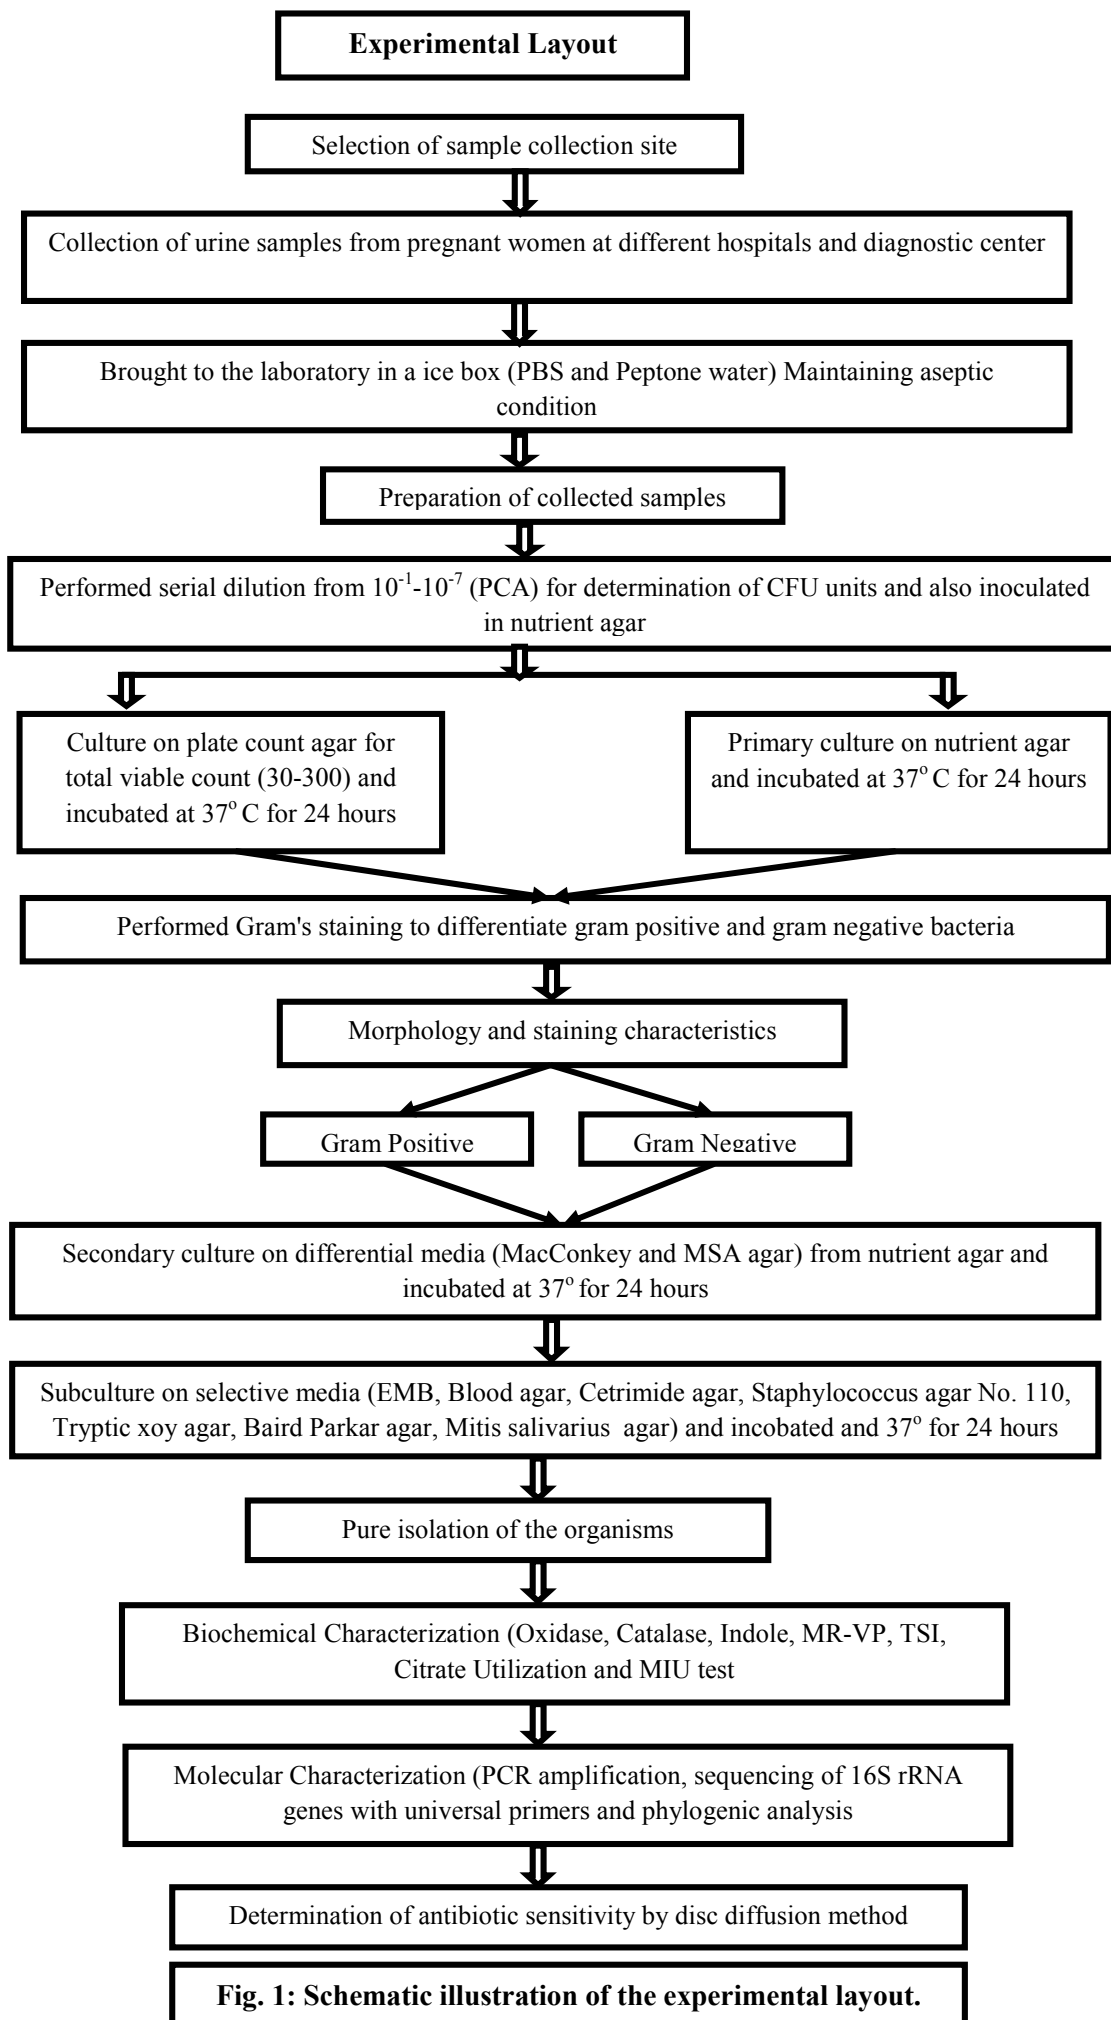 Experimental Layout
Selection of sample collection site
Collection of urine samples from pregnant women at different hospitals and diagnostic center
Brought to the laboratory in a ice box (PBS and Peptone water) Maintaining aseptic
condition
Preparation of collected samples
Performed serial dilution from 10⁻¹-10⁻⁷ (PCA) for determination of CFU units and also inoculated
in nutrient agar
Culture on plate count agar for
total viable count (30-300) and
incubated at 37° C for 24 hours
Primary culture on nutrient agar
and incubated at 37° C for 24 hours
Performed Gram's staining to differentiate gram positive and gram negative bacteria
Morphology and staining characteristics
Gram Positive
Gram Negative
Secondary culture on differential media (MacConkey and MSA agar) from nutrient agar and
incubated at 37° for 24 hours
Subculture on selective media (EMB, Blood agar, Cetrimide agar, Staphylococcus agar No. 110,
Tryptic xoy agar, Baird Parkar agar, Mitis salivarius agar) and incobated and 37° for 24 hours
Pure isolation of the organisms
Biochemical Characterization (Oxidase, Catalase, Indole, MR-VP, TSI,
Citrate Utilization and MIU test
Molecular Characterization (PCR amplification, sequencing of 16S rRNA
genes with universal primers and phylogenic analysis
Determination of antibiotic sensitivity by disc diffusion method
Fig. 1: Schematic illustration of the experimental layout.